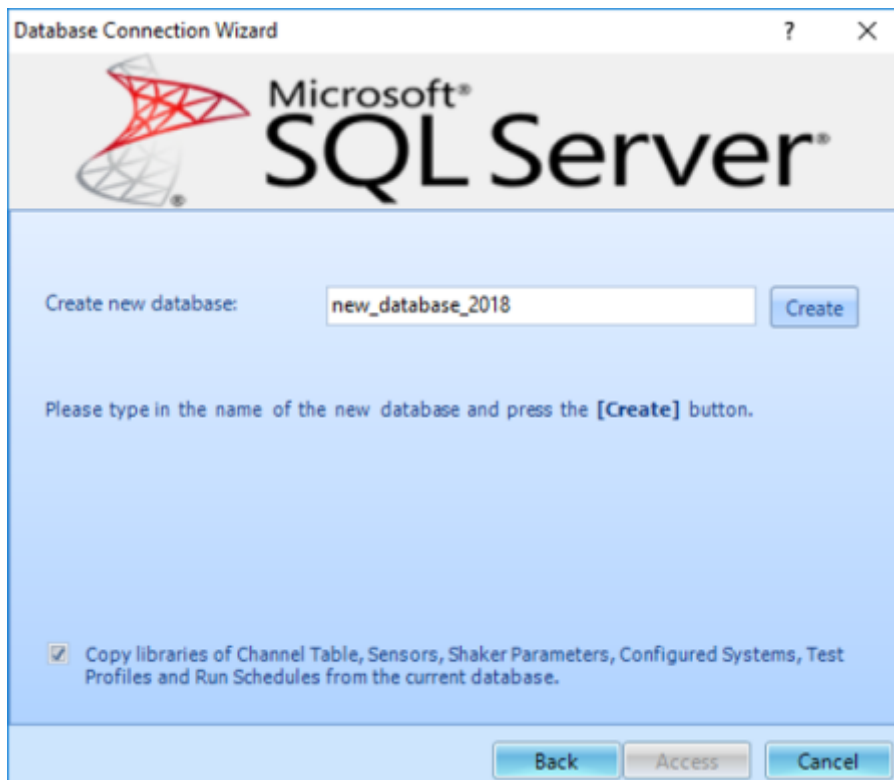 Database Connection Wizard ?
Microsoft®
SQL Server®
®
Create new database: new_database_2018 Create
Please type in the name of the new database and press the [Create] button.
Copy libraries of Channel Table, Sensors, Shaker Parameters, Configured Systems, Test
Profiles and Run Schedules from the current database.
Back Access Cancel